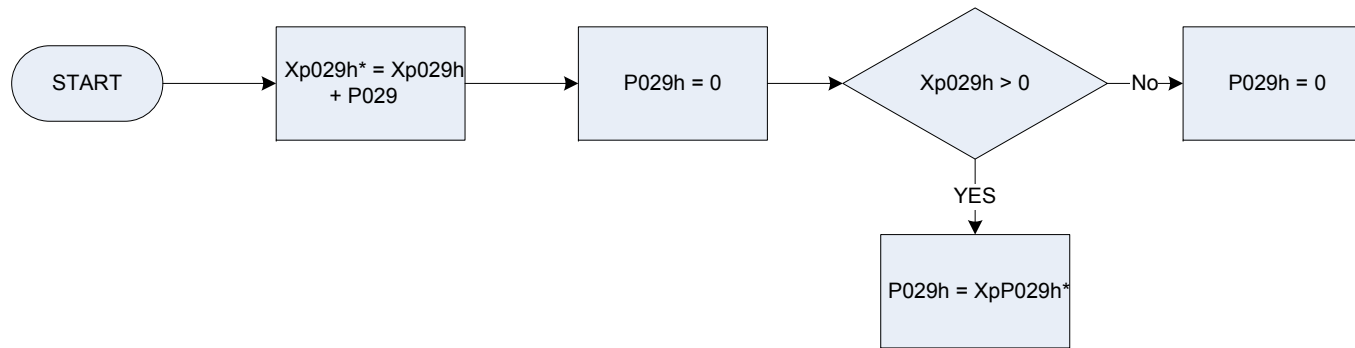 START
Xp029h* = Xp029h
+ P029
P029h = 0
Xp029h > 0
No
P029h = 0
YES
P029h = XpP029h*